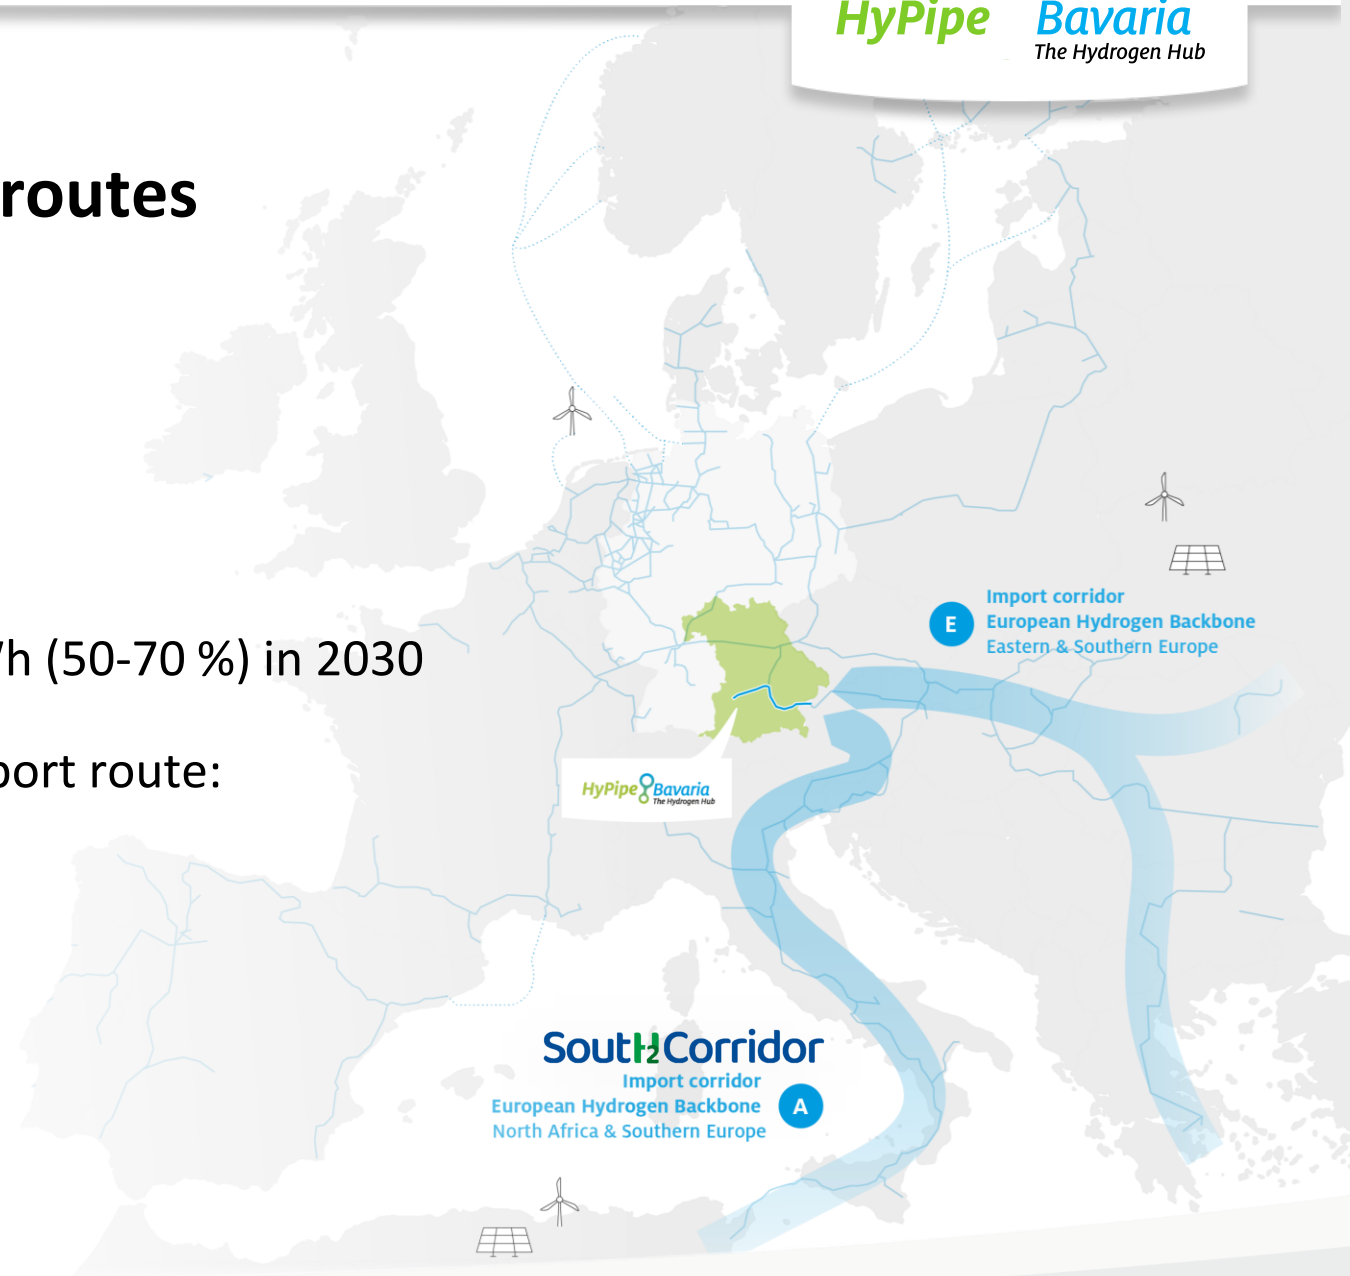 HyPipe Bavaria
The Hydrogen Hub
routes
h (50-70 %) in 2030
port route:
E
Import corridor
European Hydrogen Backbone
Eastern & Southern Europe
HyPipe Bavaria
The Hydrogen Hub
SoutH2Corridor
Import corridor
European Hydrogen Backbone
North Africa & Southern Europe
A